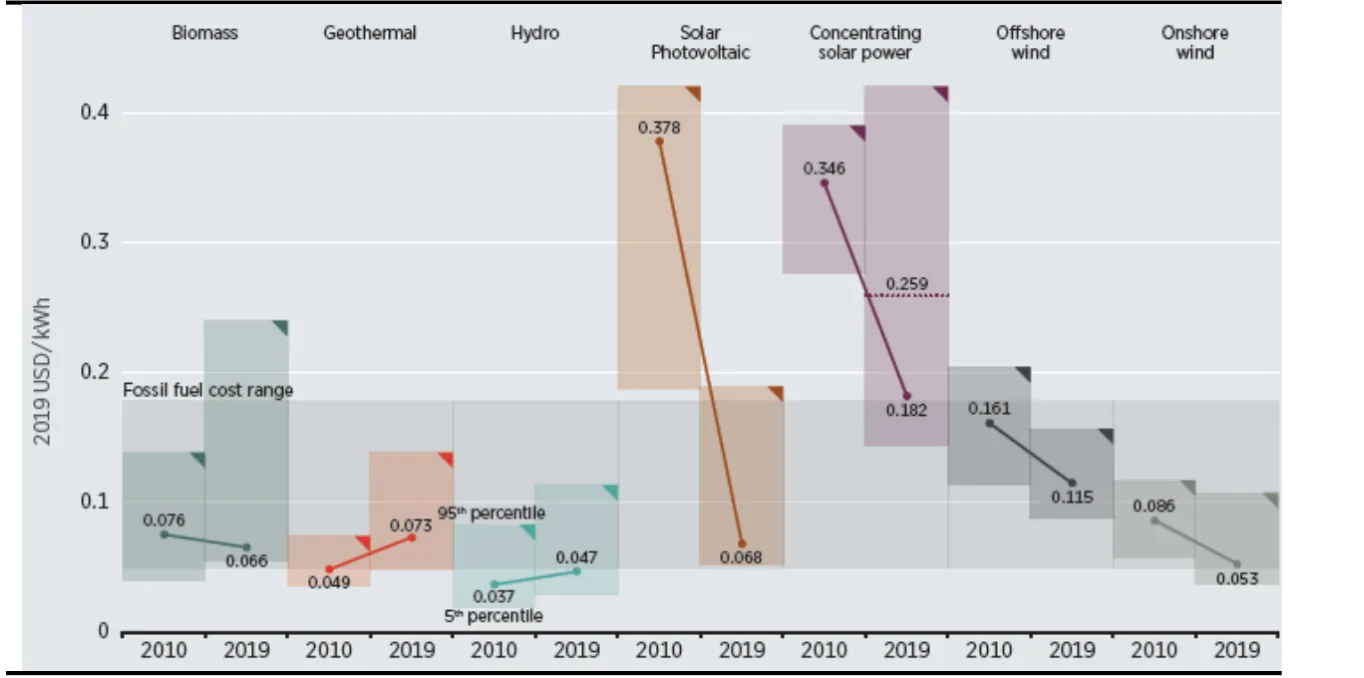 Biomass
Geothermal
Hydro
Solar
Photovoltaic
Concentrating
solar power
Offshore
wind
Onshore
wind
2019 USD/kWh
0.4
0.3
0.2
0.1
0
Fossil fuel cost range
0.076
0.066
0.049
0.073
95th percentile
0.037
0.047
5th percentile
0.378
0.068
0.346
0.259
0.182
0.161
0.115
0.086
0.053
2010 2019 2010 2019 2010 2019 2010 2019 2010 2019 2010 2019 2010 2019